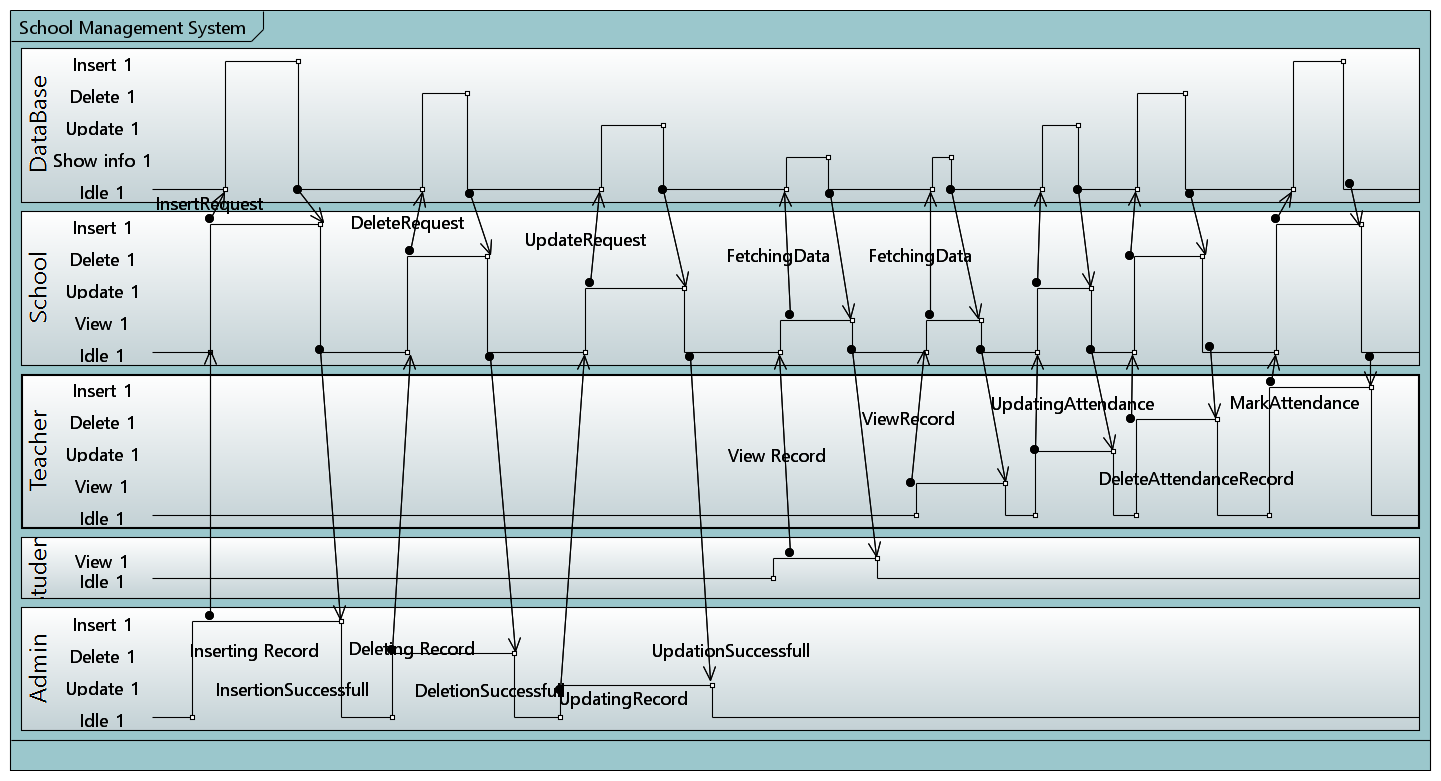 School Management System
DataBase
Insert 1
Delete 1
Update 1
Show info 1
Idle 1
InsertRequest
School
Insert 1
DeleteRequest
UpdateRequest
Delete 1
FetchingData
FetchingData
Update 1
View 1
Idle 1
Teacher
Insert 1
UpdatingAttendance
MarkAttendance
Delete 1
ViewRecord
Update 1
View Record
View 1
DeleteAttendanceRecord
Idle 1
View 1
Idle 1
Admin
Insert 1
Inserting Record
Deleting Record
UpdationSuccessfull
Delete 1
Update 1
InsertionSuccessfull
DeletionSuccessfull
UpdatingRecord
Idle 1